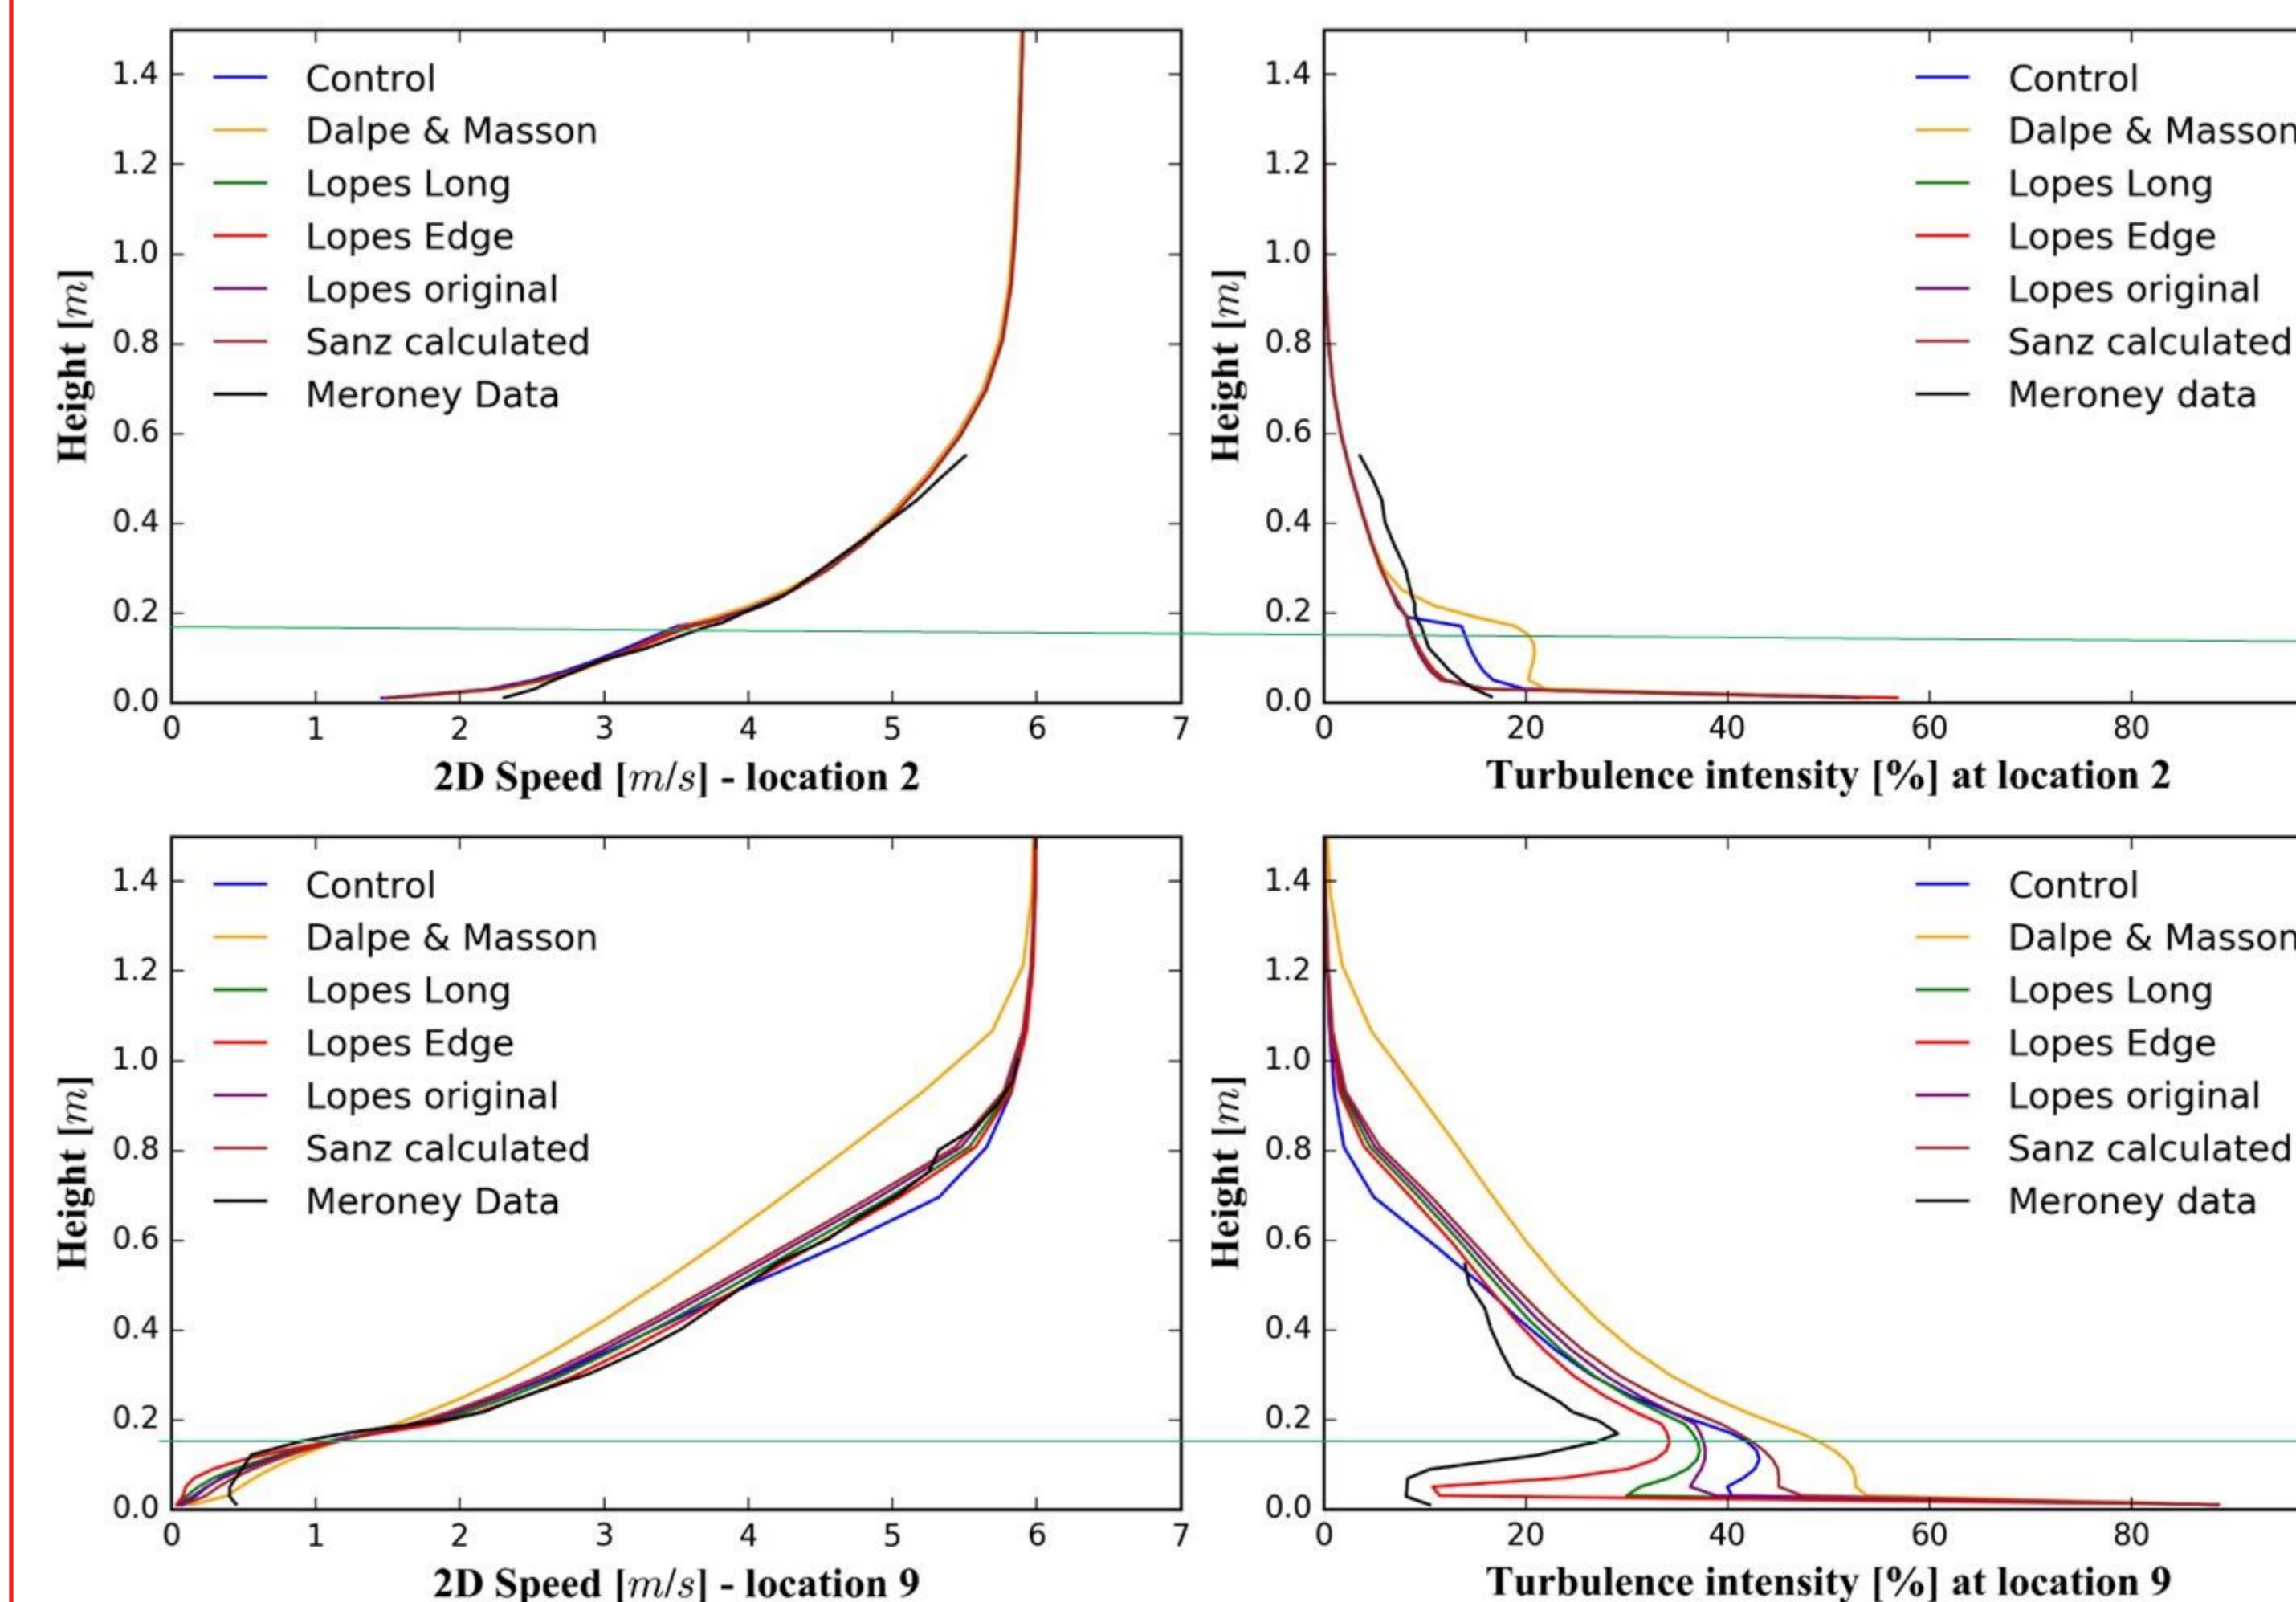 1.4
1.2
1.0
0.8
0.6
0.4
0.2
0.0
Height [m]
Control
Dalpe & Masson
Lopes Long
Lopes Edge
Lopes original
Sanz calculated
Meroney Data
0 1 2 3 4 5 6 7
2D Speed [m/s] - location 2
1.4
1.2
1.0
0.8
0.6
0.4
0.2
0.0
Height [m]
Control
Dalpe & Masson
Lopes Long
Lopes Edge
Lopes original
Sanz calculated
Meroney data
0 20 40 60 80
Turbulence intensity [%] at location 2
1.4
1.2
1.0
0.8
0.6
0.4
0.2
0.0
Height [m]
Control
Dalpe & Masson
Lopes Long
Lopes Edge
Lopes original
Sanz calculated
Meroney Data
0 1 2 3 4 5 6 7
2D Speed [m/s] - location 9
1.4
1.2
1.0
0.8
0.6
0.4
0.2
0.0
Height [m]
Control
Dalpe & Masson
Lopes Long
Lopes Edge
Lopes original
Sanz calculated
Meroney data
0 20 40 60 80
Turbulence intensity [%] at location 9